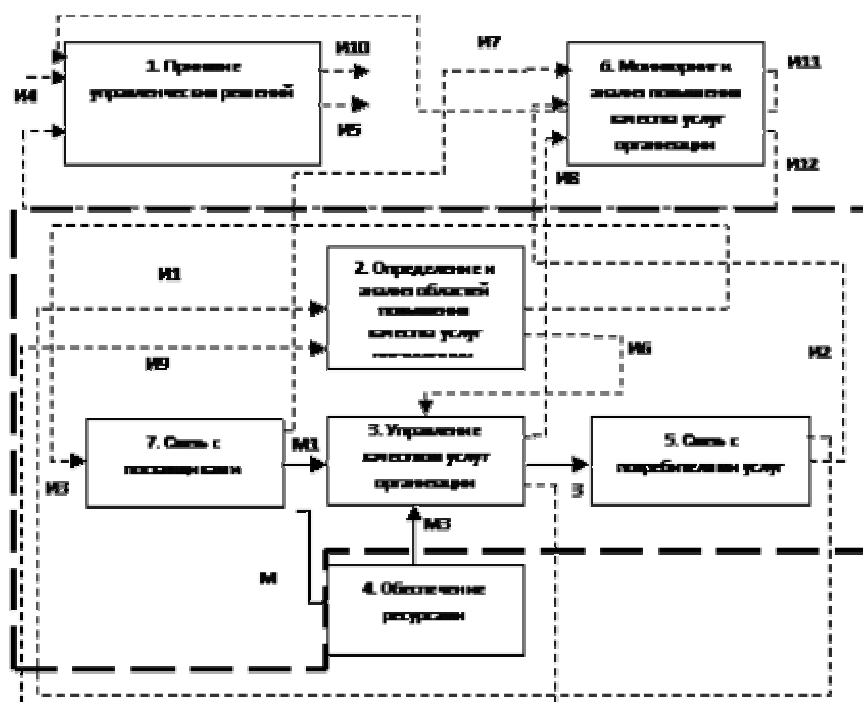 И10
И7
1. Принятие
управленческих решений
И4
И5
6. Мониторинг и
анализ повышения
качества услуг
организации
И11
И8
И12
И1
2. Определение и
анализ областей
повышения
качества услуг
И9
И6
И2
7. Связь с
поставщиками
М1
3. Управление
качеством услуг
организации
5. Связь с
потребителями услуг
И3
М3
М
4. Обеспечение
ресурсами